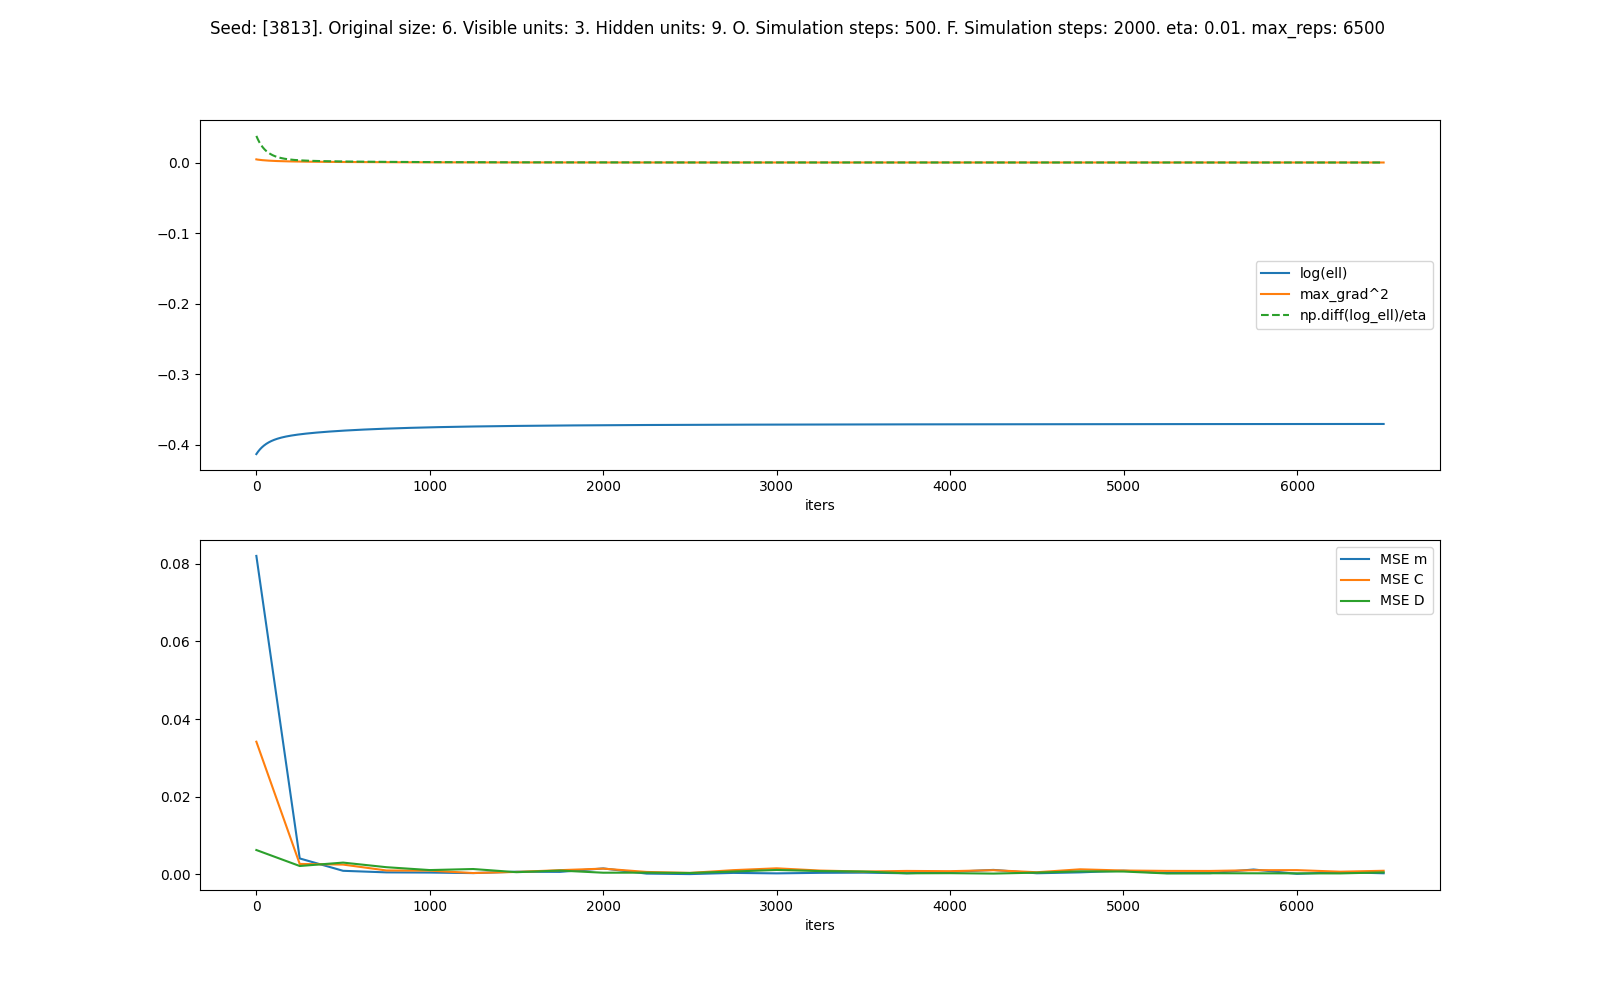 Seed: [3813]. Original size: 6. Visible units: 3. Hidden units: 9. O. Simulation steps: 500. F. Simulation steps: 2000. eta: 0.01. max_reps: 6500
0.0
−0.1
−0.2
−0.3
−0.4
log(ell)
max_grad^2
np.diff(log_ell)/eta
0 1000 2000 3000 4000 5000 6000
iters
0.08
0.06
0.04
0.02
0.00
MSE m
MSE C
MSE D
0 1000 2000 3000 4000 5000 6000
iters